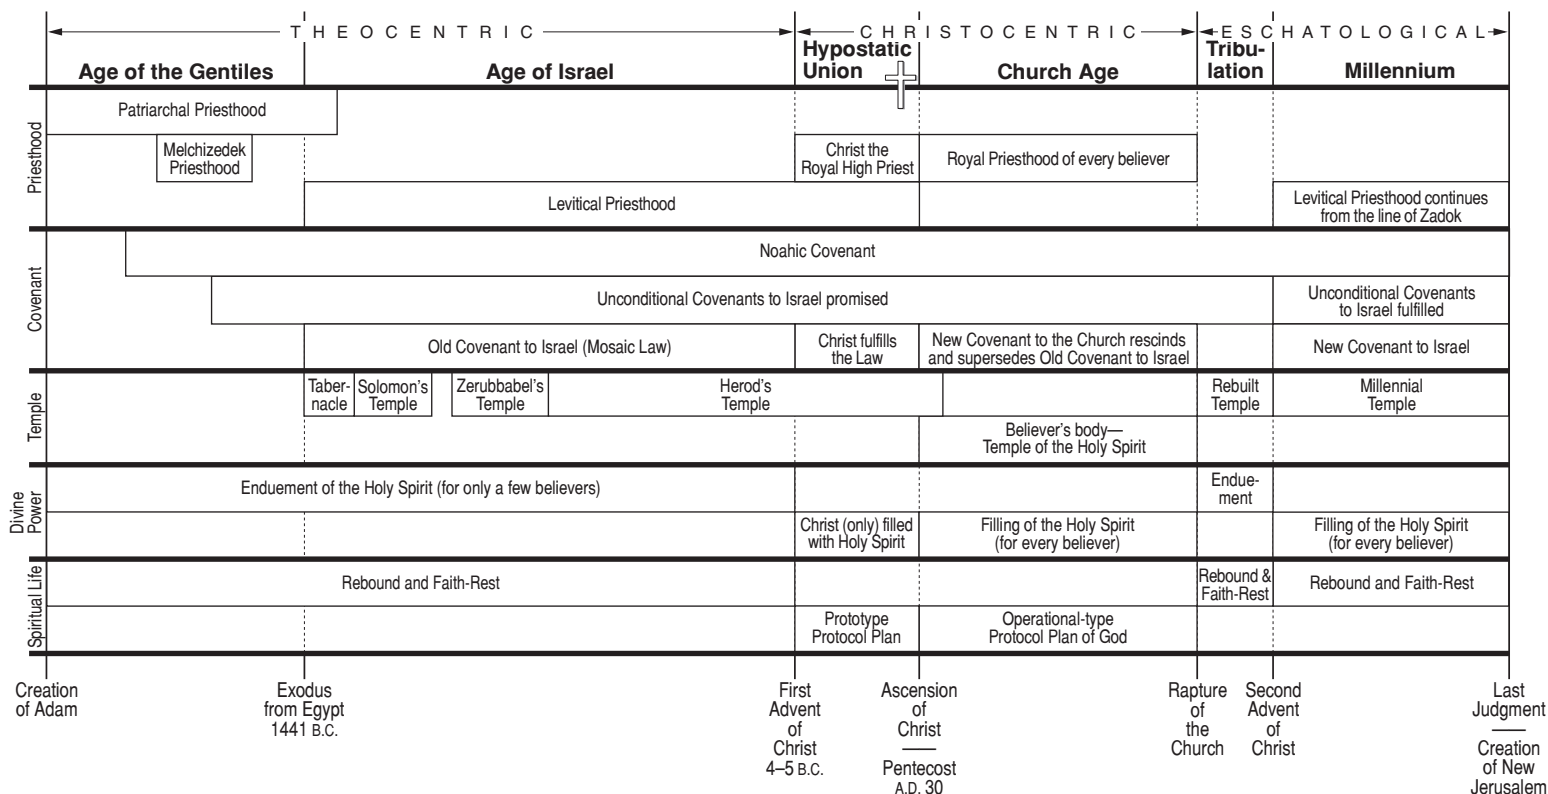 T H E O C E N T R I C
C H R I S T O C E N T R I C
E S C H A T O L O G I C A L
Age of the Gentiles
Age of Israel
Hypostatic
Union
Church Age
Tribu-
lation
Millennium
Priesthood
Patriarchal Priesthood
Melchizedek
Priesthood
Christ the
Royal High Priest
Royal Priesthood of every believer
Levitical Priesthood
Levitical Priesthood continues
from the line of Zadok
Covenant
Noahic Covenant
Unconditional Covenants to Israel promised
Unconditional Covenants
to Israel fulfilled
Old Covenant to Israel (Mosaic Law)
Christ fulfills
the Law
New Covenant to the Church rescinds
and supersedes Old Covenant to Israel
New Covenant to Israel
Temple
Taber-
nacle
Solomon's
Temple
Zerubbabel's
Temple
Herod's
Temple
Rebuilt
Temple
Millennial
Temple
Believer's body—
Temple of the Holy Spirit
Divine
Power
Enduement of the Holy Spirit (for only a few believers)
Endue-
ment
Christ (only) filled
with Holy Spirit
Filling of the Holy Spirit
(for every believer)
Filling of the Holy Spirit
(for every believer)
Spiritual Life
Rebound and Faith-Rest
Rebound &
Faith-Rest
Rebound and Faith-Rest
Prototype
Protocol Plan
Operational-type
Protocol Plan of God
Creation
of Adam
Exodus
from Egypt
1441 B.C.
First
Advent
of
Christ
4–5 B.C.
Ascension
of
Christ
Pentecost
A.D. 30
Rapture
of
the
Church
Second
Advent
of
Christ
Last
Judgment
Creation
of New
Jerusalem